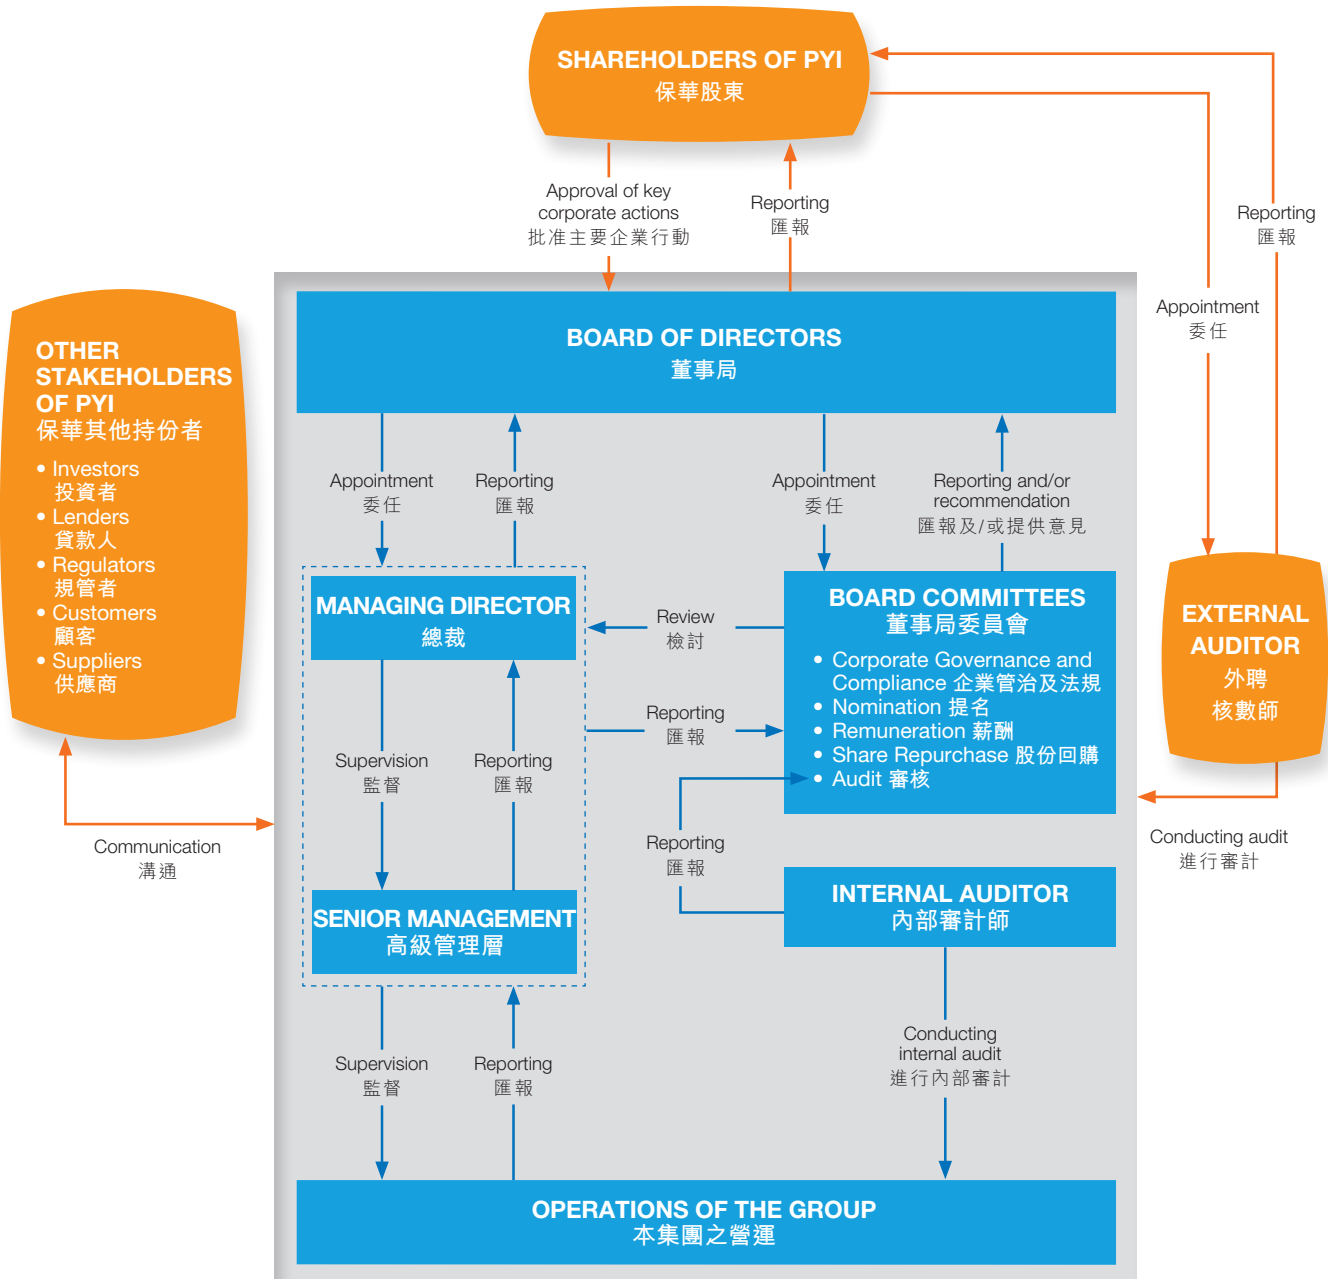 SHAREHOLDERS OF PYI
保華股東
Approval of key
corporate actions
批准主要企業行動
Reporting
匯報
Reporting
匯報
Appointment
委任
OTHER
STAKEHOLDERS
OF PYI
保華其他持份者
• Investors
投資者
• Lenders
貸款人
• Regulators
規管者
• Customers
顧客
• Suppliers
供應商
Communication
溝通
BOARD OF DIRECTORS
董事局
Appointment
委任
Reporting
匯報
Appointment
委任
Reporting and/or
recommendation
匯報及/或提供意見
MANAGING DIRECTOR
總裁
Review
檢討
BOARD COMMITTEES
董事局委員會
• Corporate Governance and
Compliance 企業管治及法規
• Nomination 提名
• Remuneration 薪酬
• Share Repurchase 股份回購
• Audit 審核
EXTERNAL
AUDITOR
外聘
核數師
Reporting
匯報
Supervision
監督
Reporting
匯報
Reporting
匯報
Conducting audit
進行審計
SENIOR MANAGEMENT
高級管理層
INTERNAL AUDITOR
內部審計師
Supervision
監督
Reporting
匯報
Conducting
internal audit
進行內部審計
OPERATIONS OF THE GROUP
本集團之營運